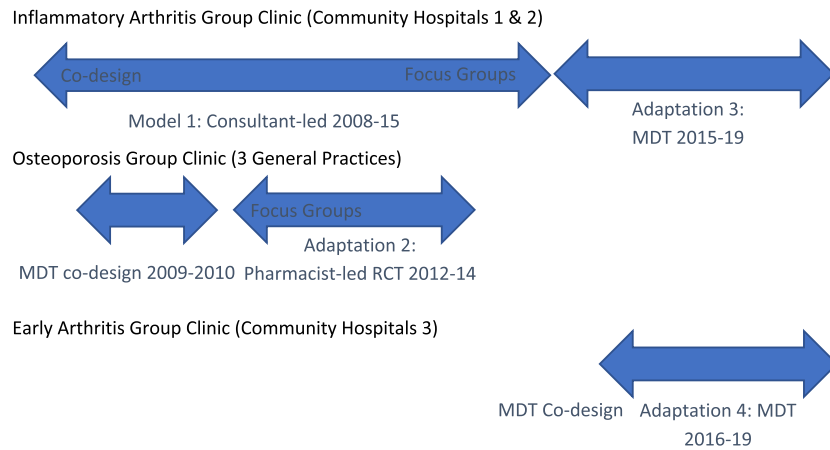 Inflammatory Arthritis Group Clinic (Community Hospitals 1 & 2)
Co-design
Focus Groups
Model 1: Consultant-led 2008-15
Adaptation 3:
MDT 2015-19
Osteoporosis Group Clinic (3 General Practices)
Focus Groups
MDT co-design 2009-2010
Adaptation 2:
Pharmacist-led RCT 2012-14
Early Arthritis Group Clinic (Community Hospitals 3)
MDT Co-design
Adaptation 4: MDT
2016-19